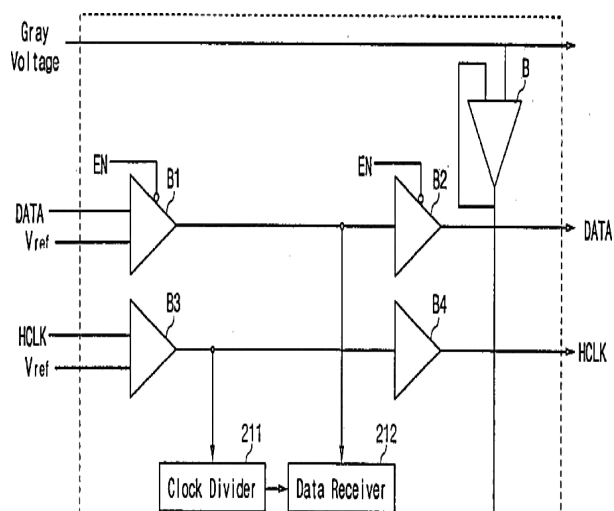 Gray
Voltage
B
EN
B1
EN
B2
DATA
Vref
DATA
B3
B4
HCLK
Vref
HCLK
211
212
Clock Divider
Data Receiver